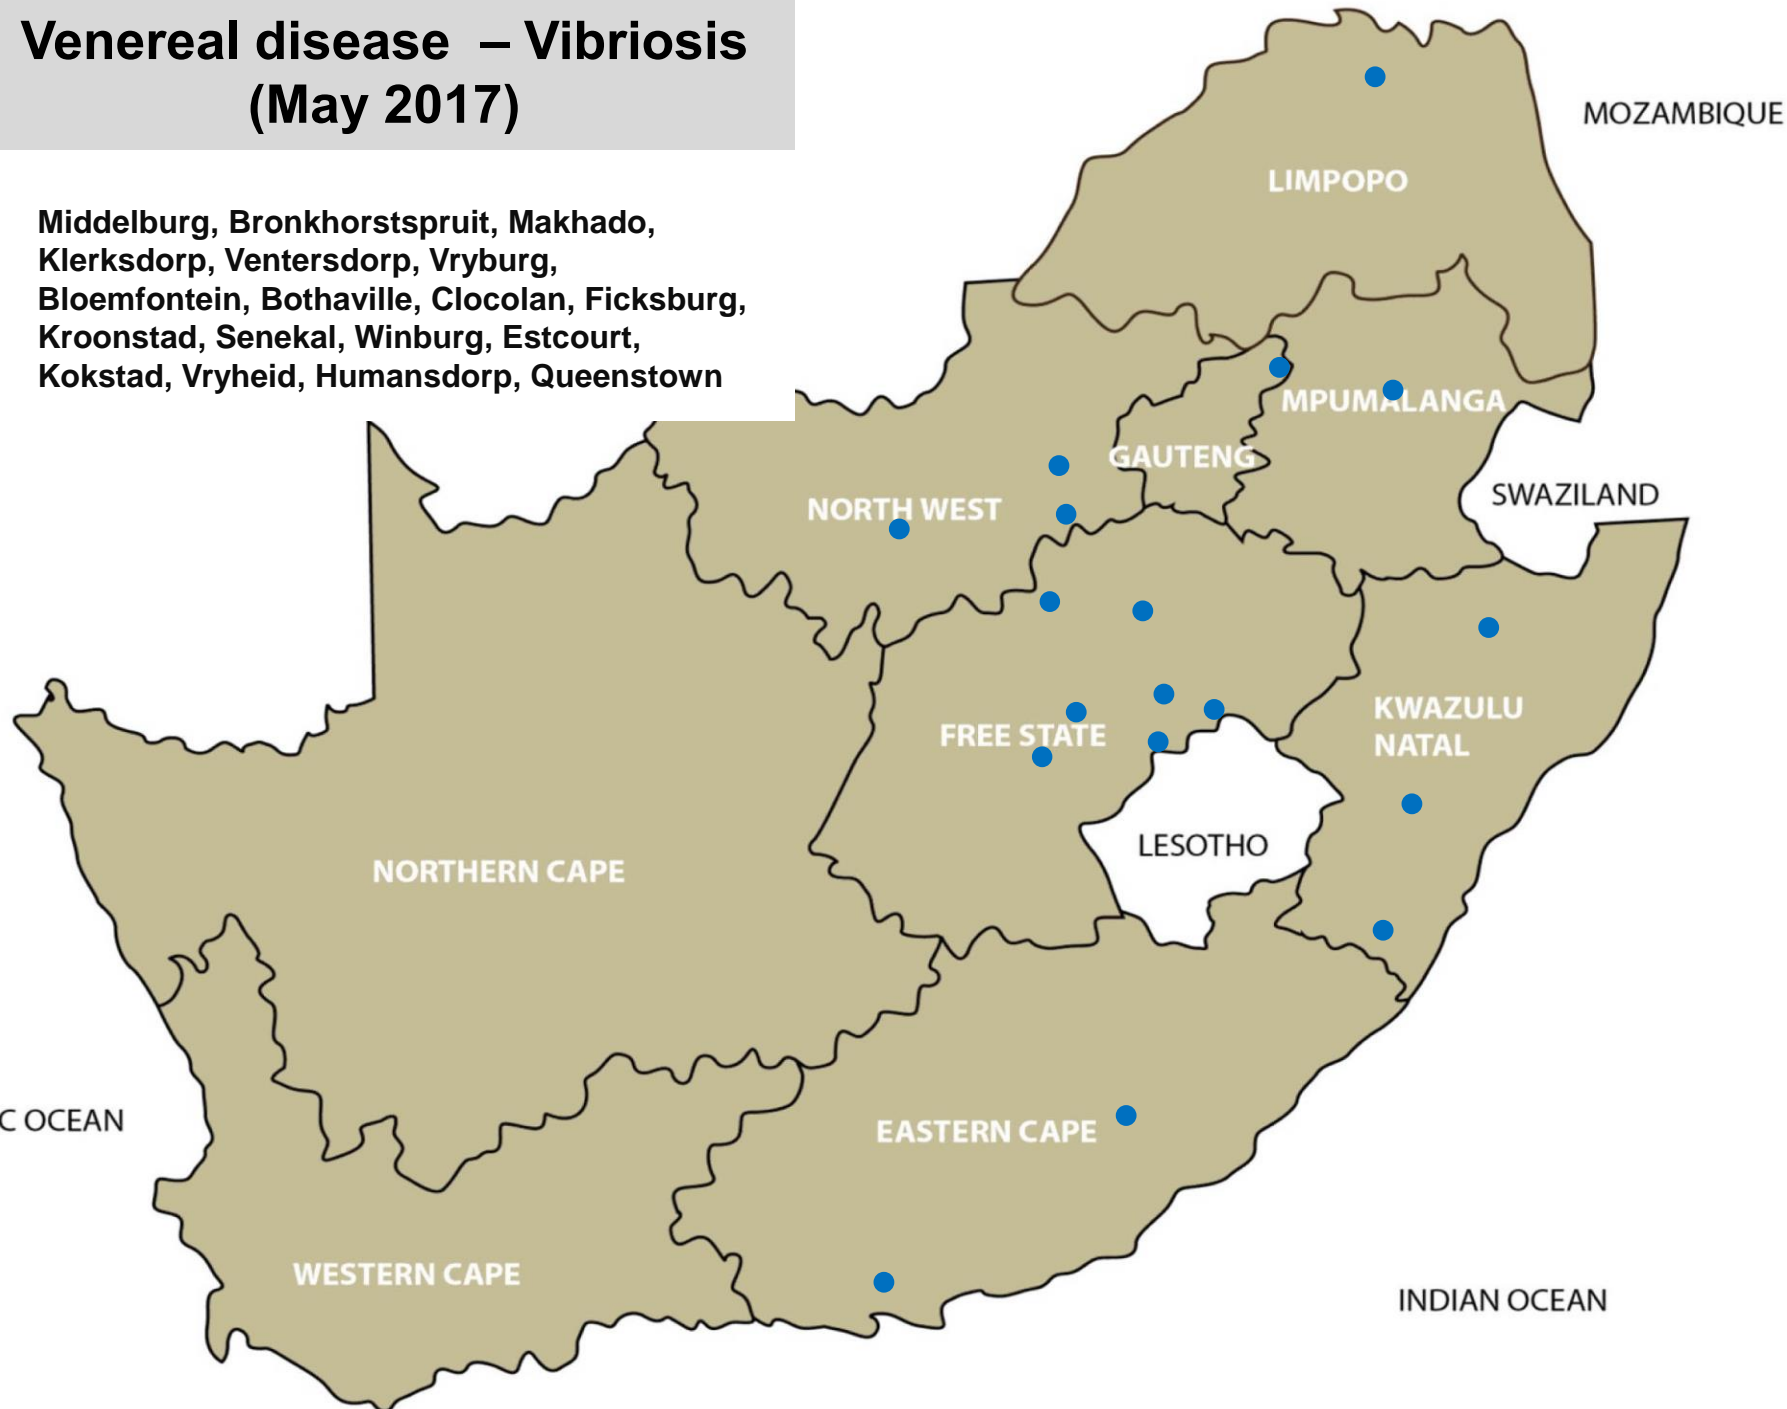 Venereal disease – Vibriosis
(May 2017)
Middelburg, Bronkhorstspruit, Makhado,
Klerksdorp, Ventersdorp, Vryburg,
Bloemfontein, Bothaville, Clocolan, Ficksburg,
Kroonstad, Senekal, Winburg, Estcourt,
Kokstad, Vryheid, Humansdorp, Queenstown
MOZAMBIQUE
LIMPOPO
MPUMALANGA
GAUTENG
SWAZILAND
NORTH WEST
KWAZULU
NATAL
FREE STATE
LESOTHO
NORTHERN CAPE
C OCEAN
EASTERN CAPE
WESTERN CAPE
INDIAN OCEAN